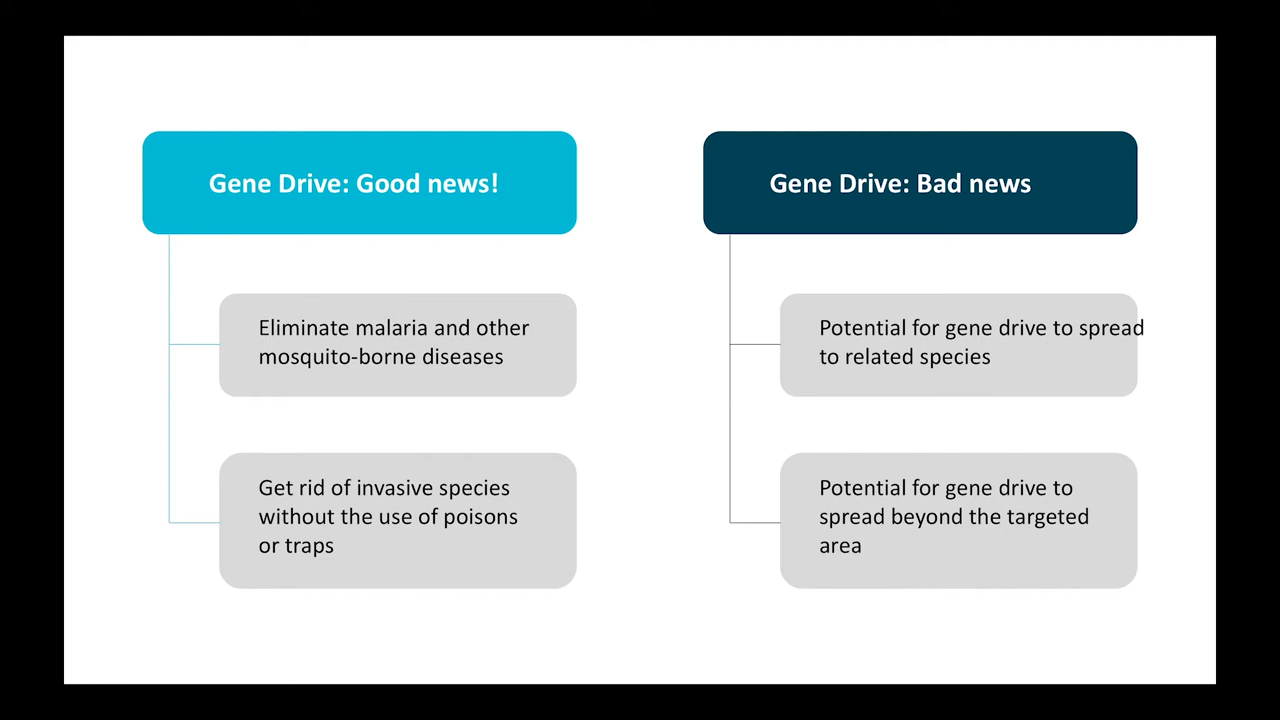 Gene Drive: Good news!
Eliminate malaria and other
mosquito-borne diseases
Get rid of invasive species
without the use of poisons
or traps
Gene Drive: Bad news
Potential for gene drive to spread
to related species
Potential for gene drive to
spread beyond the targeted
area